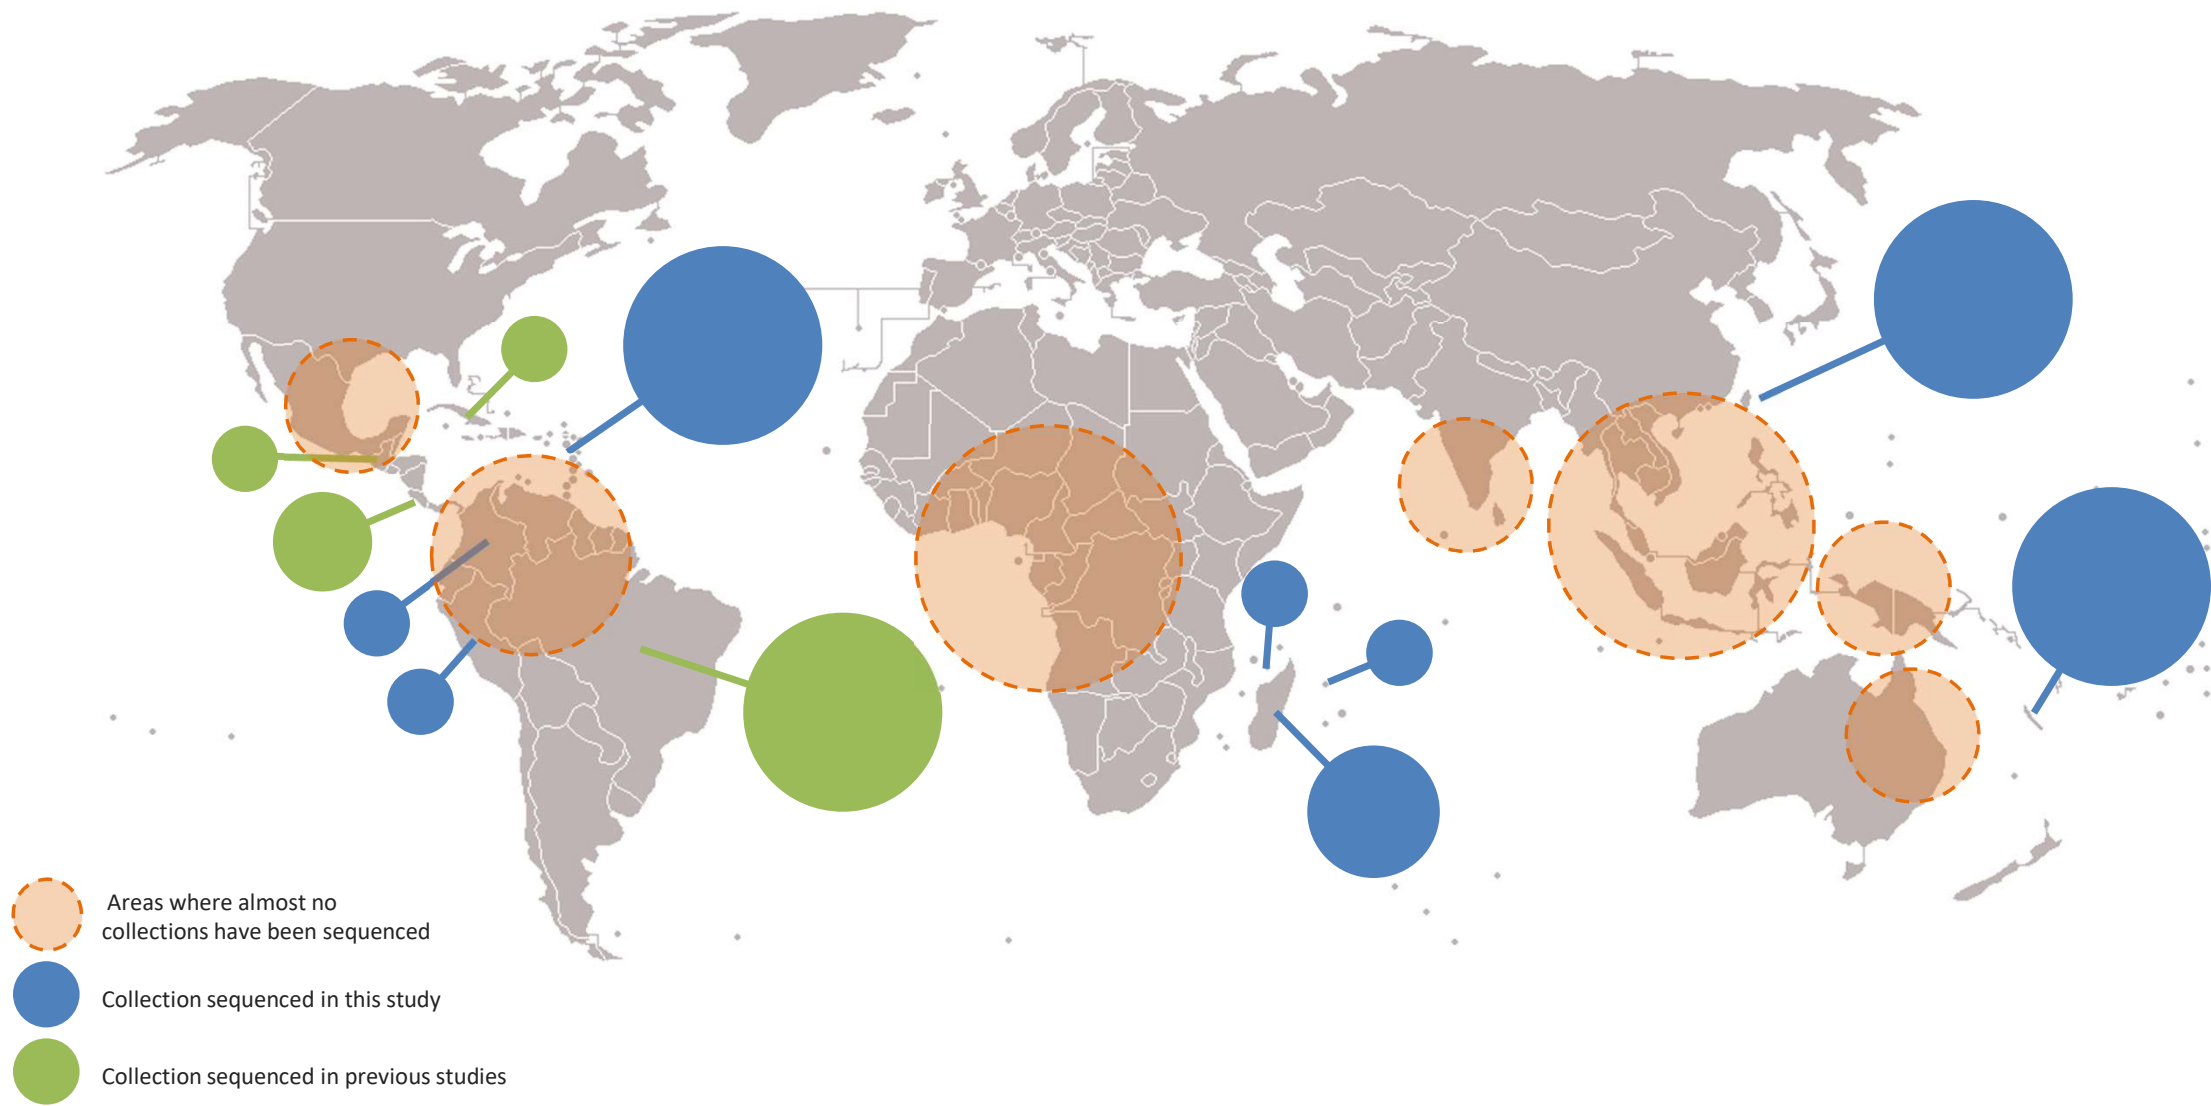 Areas where almost no
collections have been sequenced
Collection sequenced in this study
Collection sequenced in previous studies